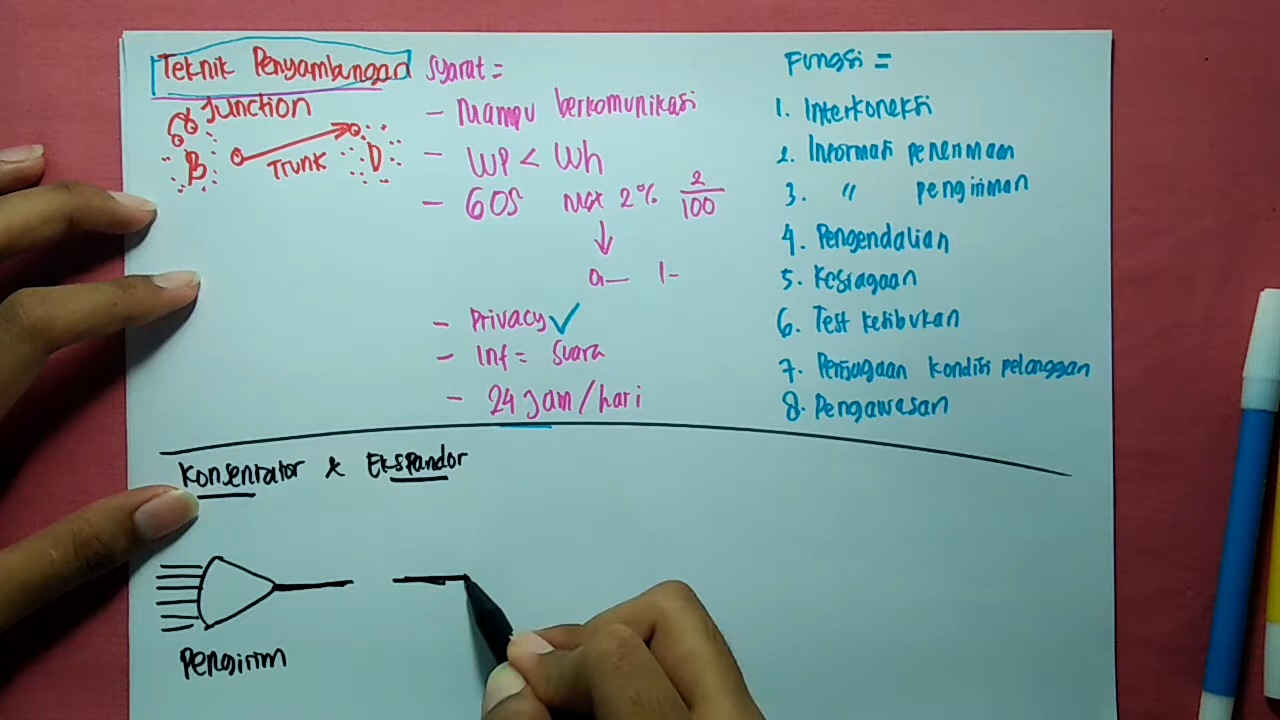 Teknik Penyambungan
Junction
B
Trunk
D
Syarat =
- Mampu berkomunikasi
- WP < Wh
- GOS Max 2% 2/100
- Privacy ✓
- Inf = Suara
- 24 Jam/hari
Fungsi =
1. Interkoneksi
2. Informasi penerimaan
3. " pengiriman
4. Pengendalian
5. Kesiagaan
6. Test kesibukan
7. Penjagaan kondisi pelanggan
8. Pengawasan
Konsentrator & Ekspandor
Pengirim